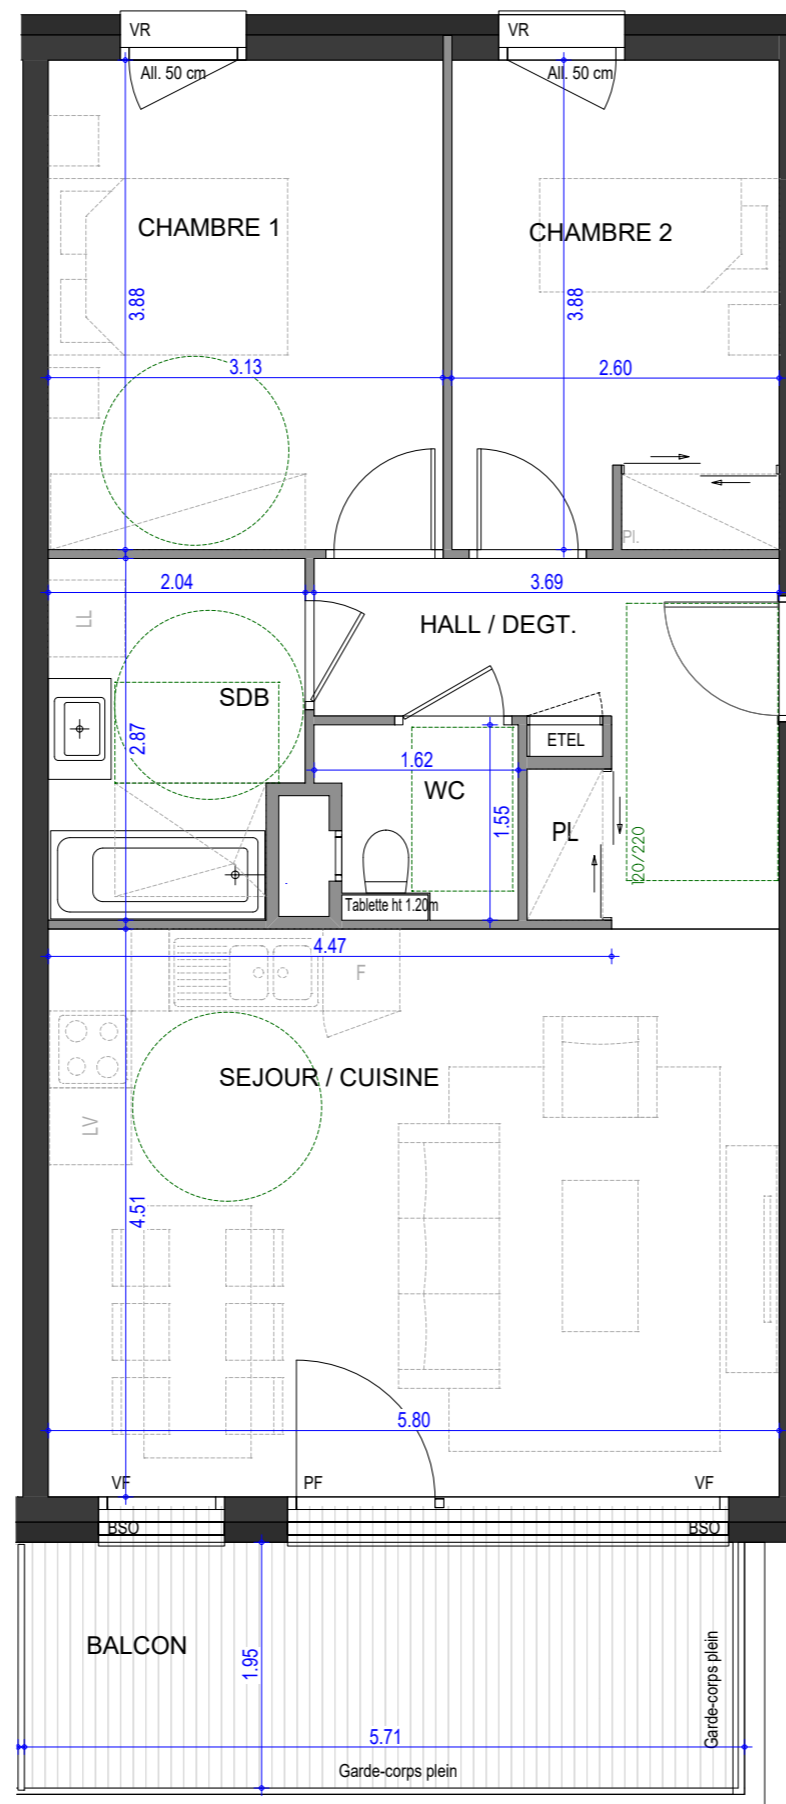 VR
VR
All. 50 cm
All. 50 cm
CHAMBRE 1
CHAMBRE 2
3.88
3.88
3.13
2.60
Pl.
2.04
3.69
LL
HALL / DEGT.
SDB
2.87
ETEL
1.62
WC
1.55
PL
120/220
Tablette ht 1.20m
4.47
F
SEJOUR / CUISINE
LV
4.51
5.80
VF
PF
VF
BSO
BSO
BALCON
1.95
Garde-corps plein
5.71
Garde-corps plein